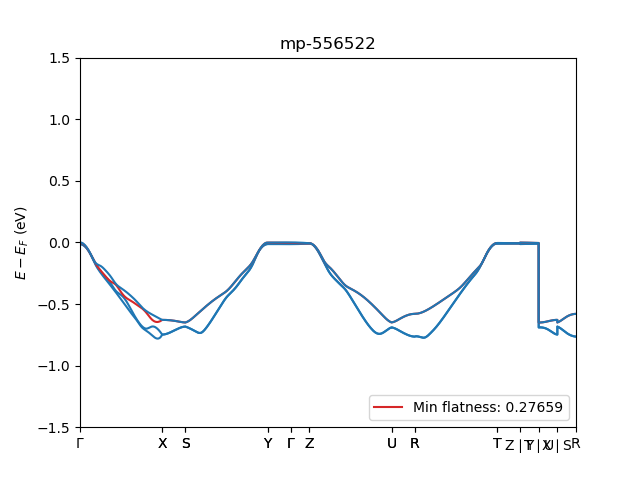 mp-556522
1.5
1.0
0.5
0.0
−0.5
−1.0
−1.5
E − E_F (eV)
Min flatness: 0.27659
Γ X S Y Γ Z U R T Z|T Y|X U|S R